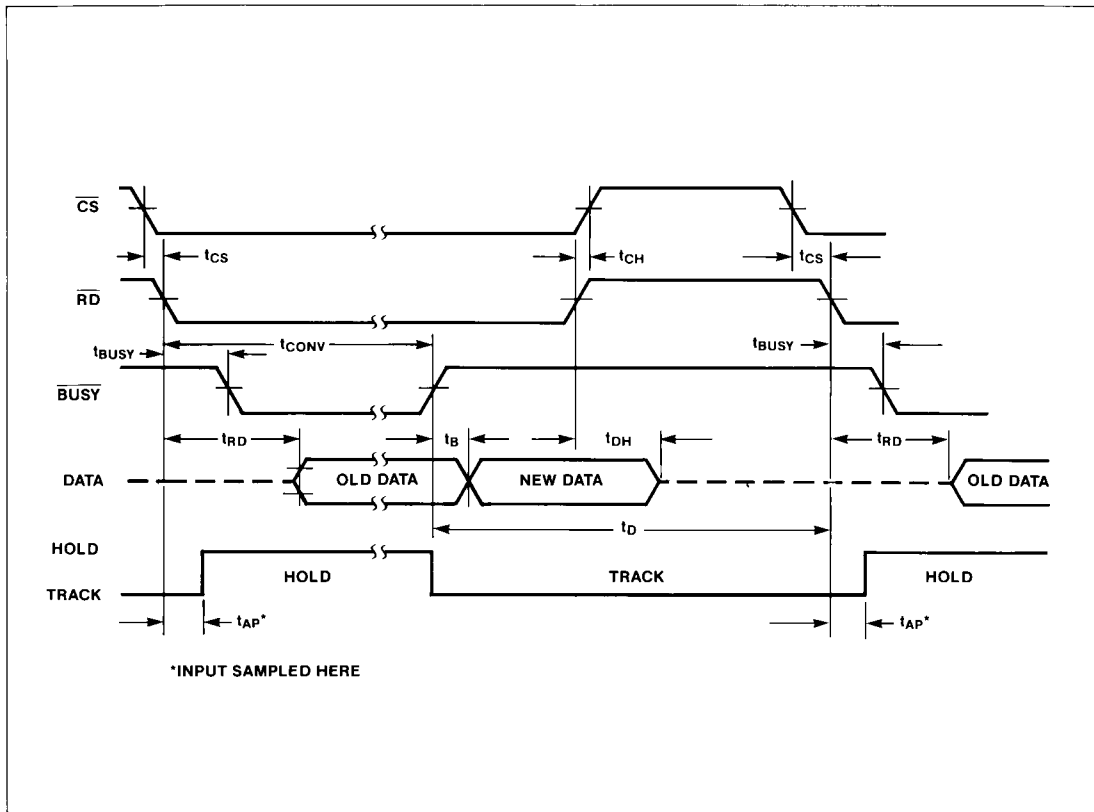 CS
tCS
tCH
tCS
RD
tBUSY
tCONV
tBUSY
BUSY
tRD
tB
tDH
tRD
DATA
OLD DATA
NEW DATA
OLD DATA
tD
HOLD
HOLD
TRACK
HOLD
TRACK
tAP*
tAP*
*INPUT SAMPLED HERE